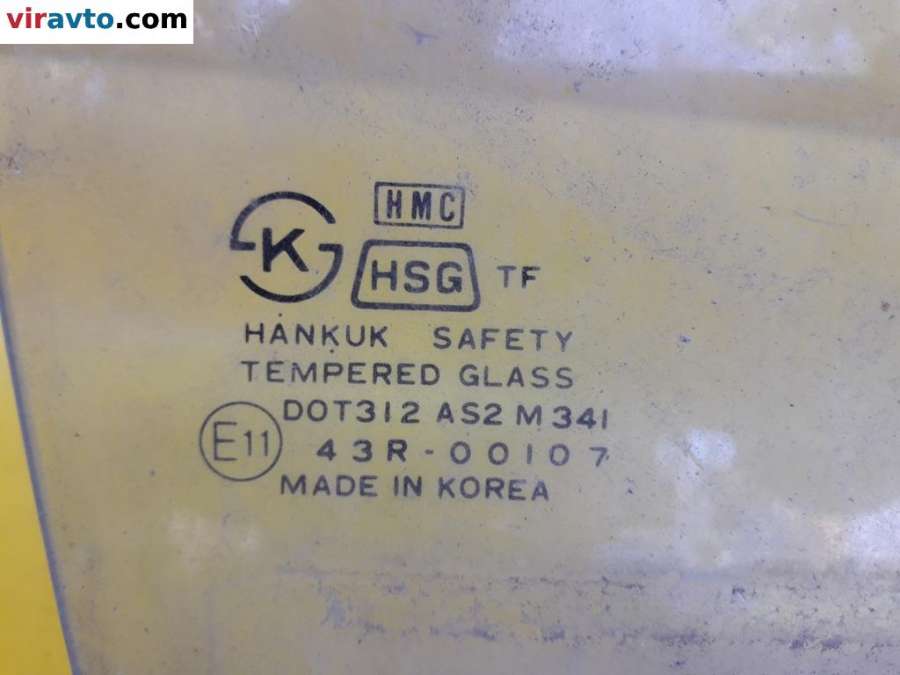 viravto.com
HMC
K
HSG TF
HANKUK SAFETY
TEMPERED GLASS
DOT312 AS2 M341
E11 43R-00107
MADE IN KOREA